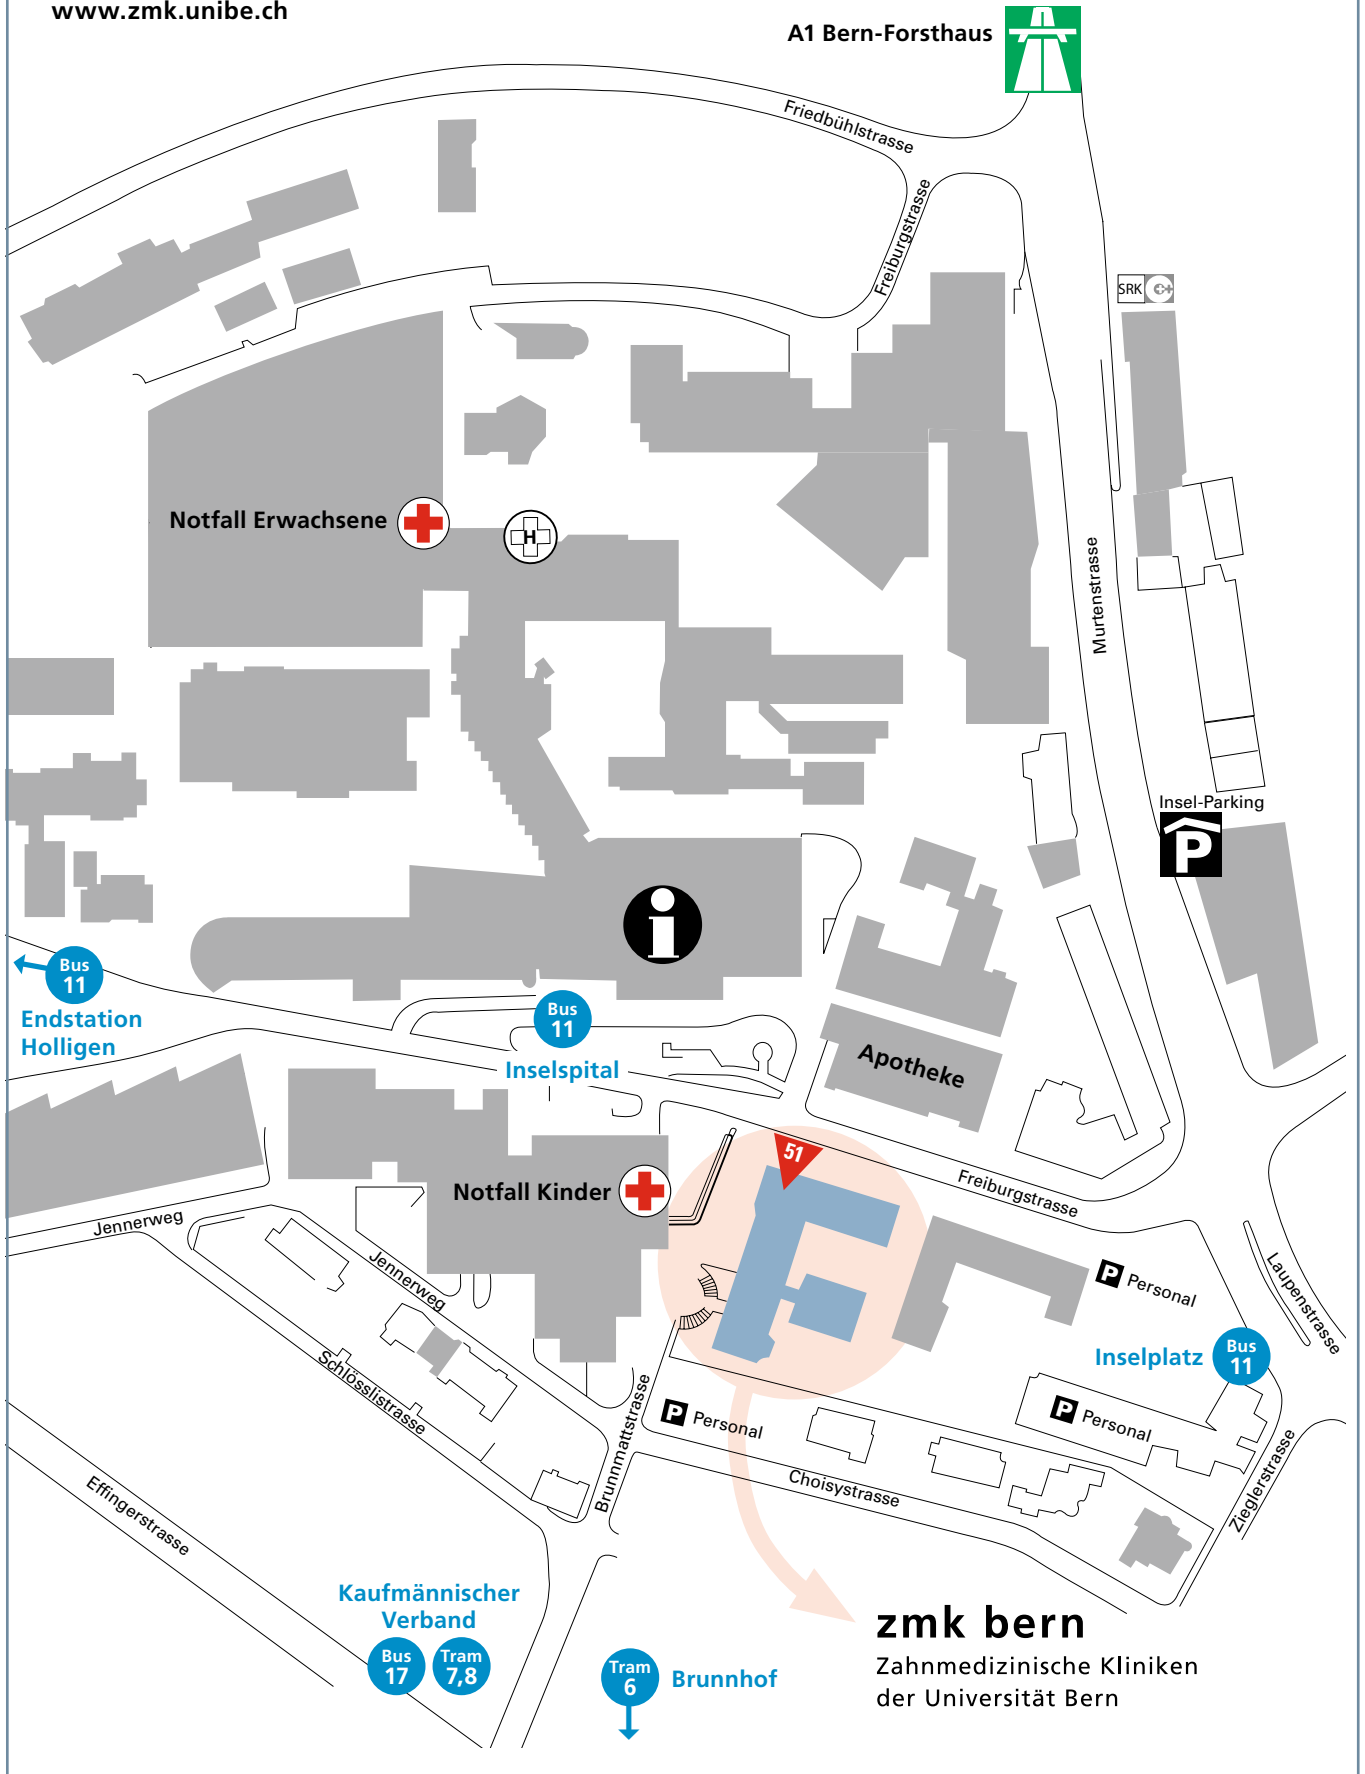 www.zmk.unibe.ch
A1 Bern-Forsthaus
Friedbühlstrasse
Freiburgstrasse
SRK
Notfall Erwachsene
H
Murtenstrasse
Insel-Parking
P
i
Bus
11
Endstation
Holligen
Bus
11
Inselspital
Apotheke
51
Notfall Kinder
Freiburgstrasse
Jennerweg
Jennerweg
P Personal
Laupenstrasse
Inselplatz
Bus
11
Schlösslistrasse
Brunnmattstrasse
P Personal
P Personal
Choisystrasse
Zieglerstrasse
Effingerstrasse
Kaufmännischer
Verband
Bus
17
Tram
7,8
Tram
6
Brunnhof
zmk bern
Zahnmedizinische Kliniken
der Universität Bern